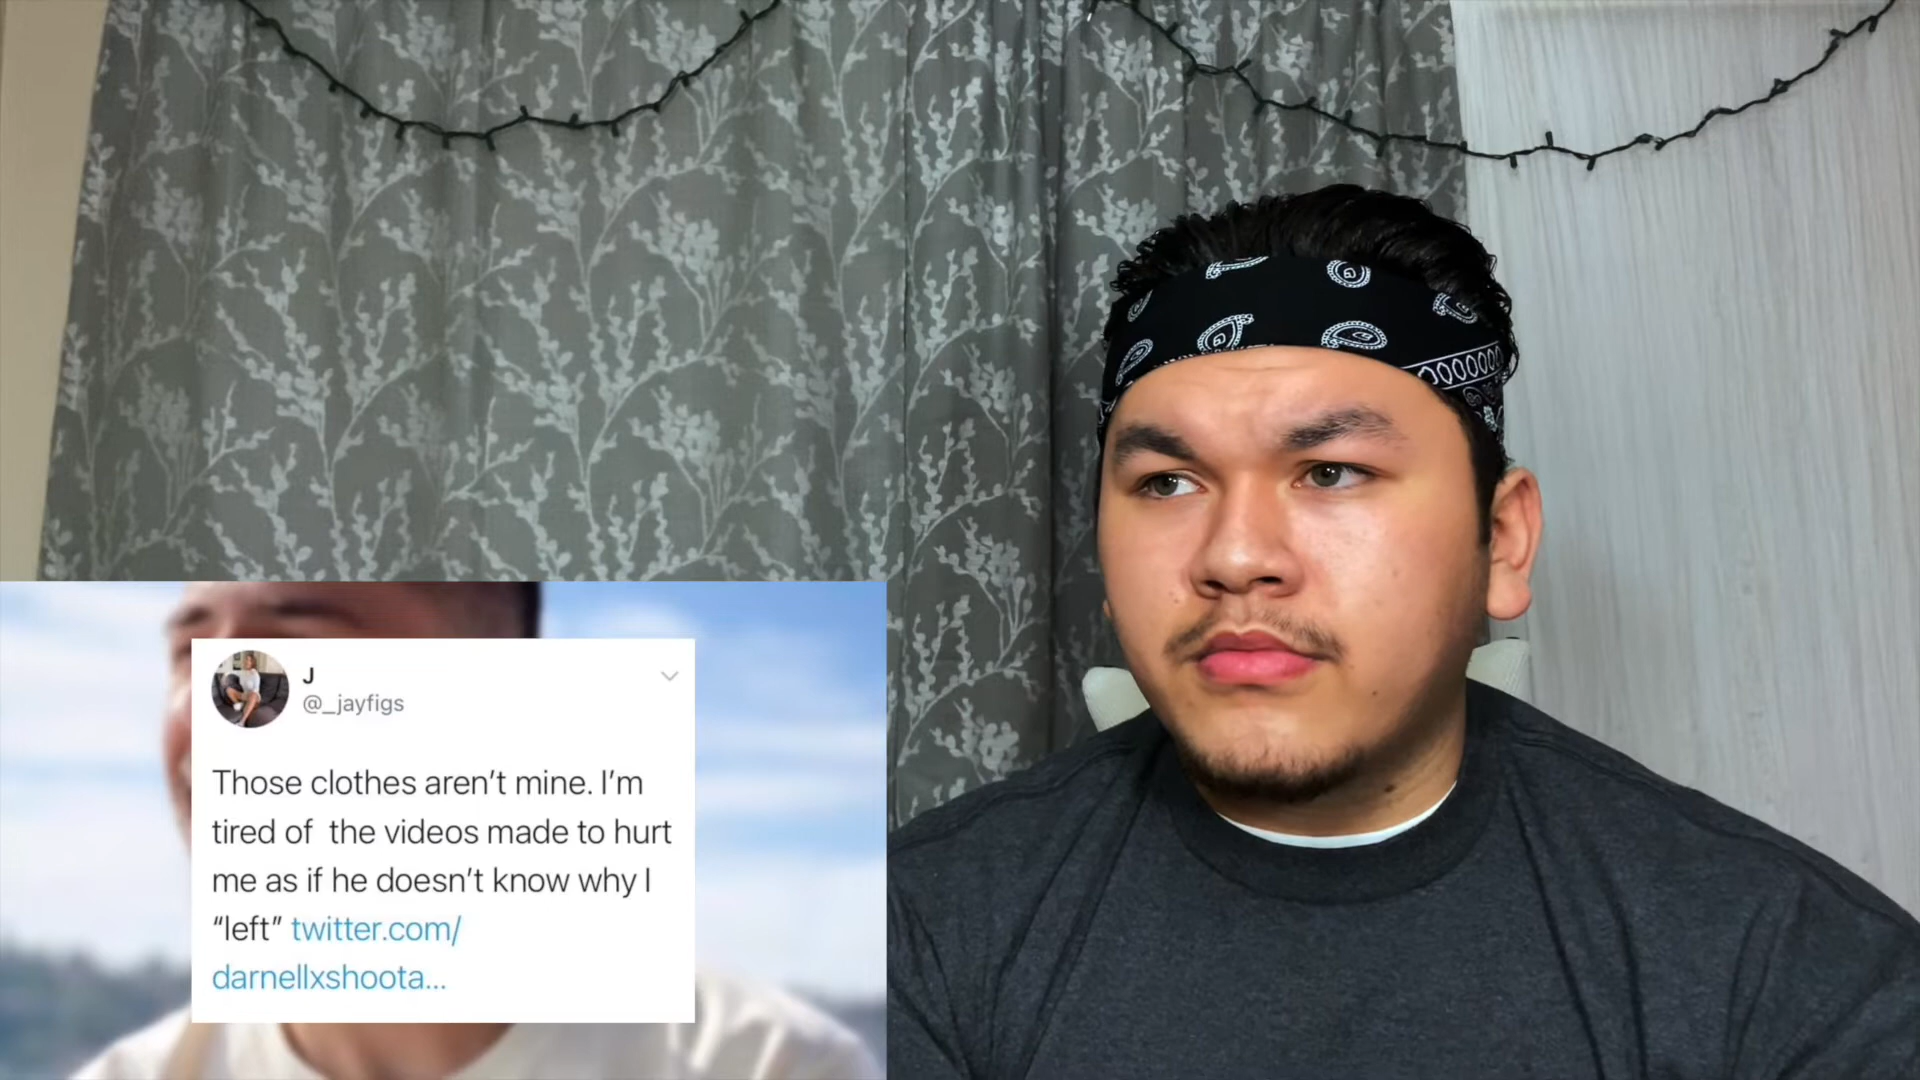 J
@_jayfigs
Those clothes aren’t mine. I’m
tired of  the videos made to hurt
me as if he doesn’t know why I
“left” twitter.com/
darnellxshoota...